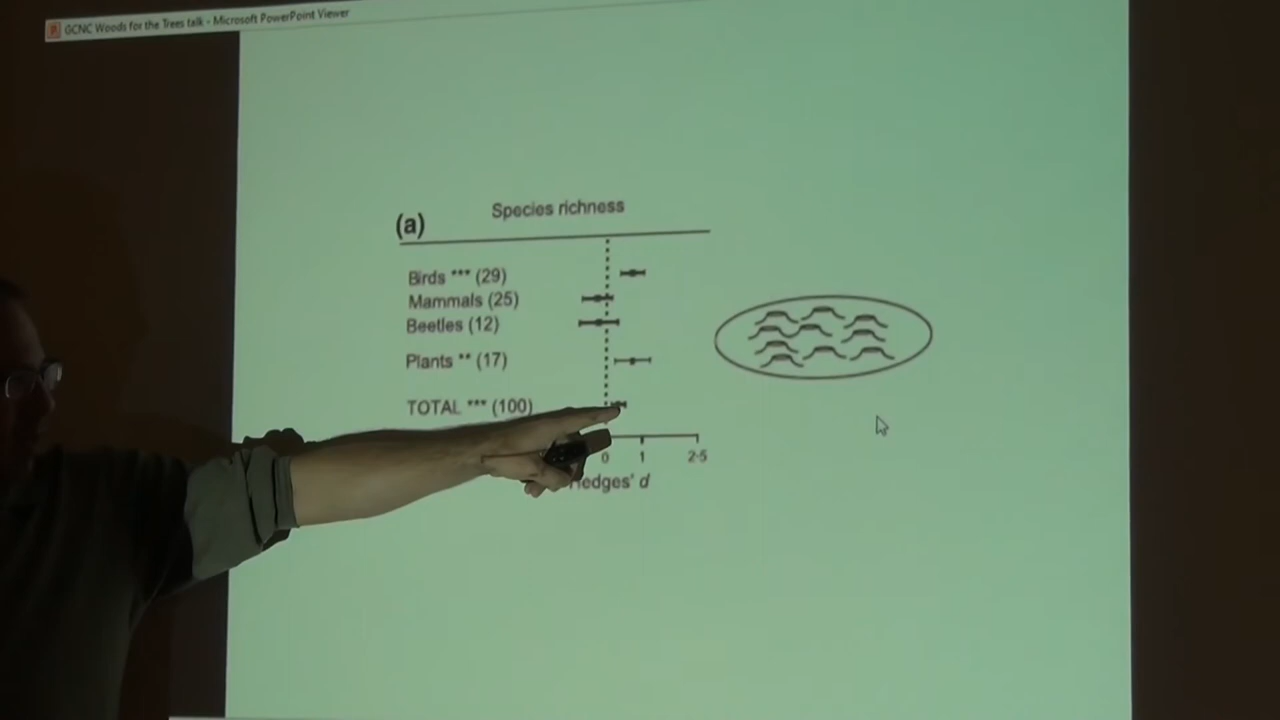 GCNC Woods for the Trees talk - Microsoft PowerPoint Viewer
(a) Species richness
Birds *** (29)
Mammals (25)
Beetles (12)
Plants ** (17)
TOTAL *** (100)
0 1 2·5
Hedges' d